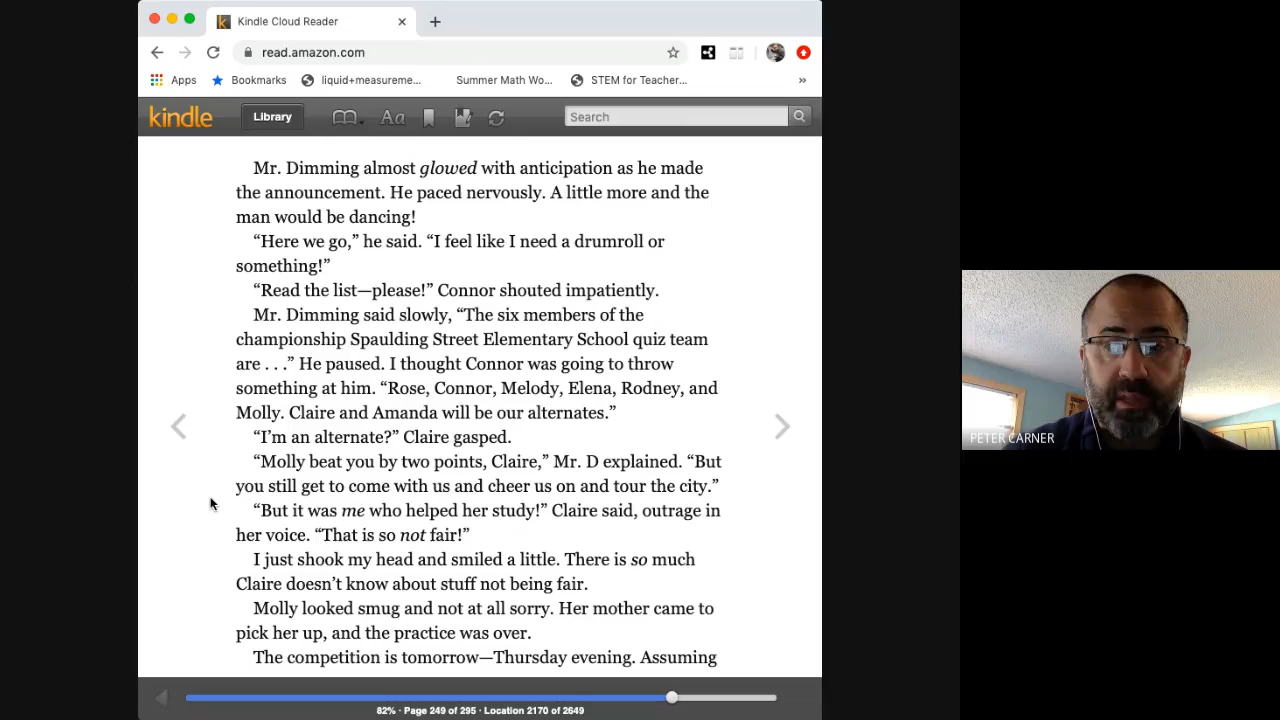 Kindle Cloud Reader
read.amazon.com
Apps Bookmarks liquid+measureme... Summer Math Wo... STEM for Teacher... »
kindle Library Aa Search
Mr. Dimming almost glowed with anticipation as he made
the announcement. He paced nervously. A little more and the
man would be dancing!
“Here we go,” he said. “I feel like I need a drumroll or
something!”
“Read the list—please!” Connor shouted impatiently.
Mr. Dimming said slowly, “The six members of the
championship Spaulding Street Elementary School quiz team
are . . .” He paused. I thought Connor was going to throw
something at him. “Rose, Connor, Melody, Elena, Rodney, and
Molly. Claire and Amanda will be our alternates.”
“I’m an alternate?” Claire gasped.
“Molly beat you by two points, Claire,” Mr. D explained. “But
you still get to come with us and cheer us on and tour the city.”
“But it was me who helped her study!” Claire said, outrage in
her voice. “That is so not fair!”
I just shook my head and smiled a little. There is so much
Claire doesn’t know about stuff not being fair.
Molly looked smug and not at all sorry. Her mother came to
pick her up, and the practice was over.
The competition is tomorrow—Thursday evening. Assuming
82% · Page 249 of 295 · Location 2170 of 2649
PETER CARNER